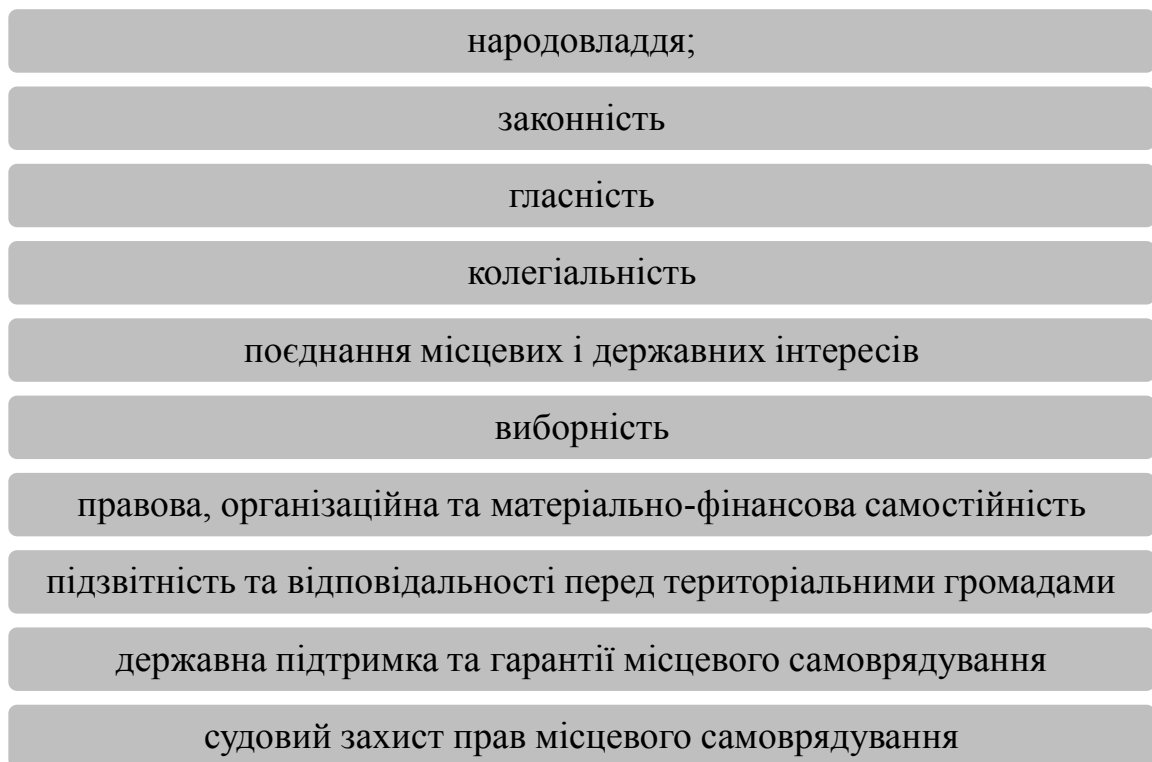 народовладдя;
законність
гласність
колегіальність
поєднання місцевих і державних інтересів
виборність
правова, організаційна та матеріально-фінансова самостійність
підзвітність та відповідальності перед територіальними громадами
державна підтримка та гарантії місцевого самоврядування
судовий захист прав місцевого самоврядування